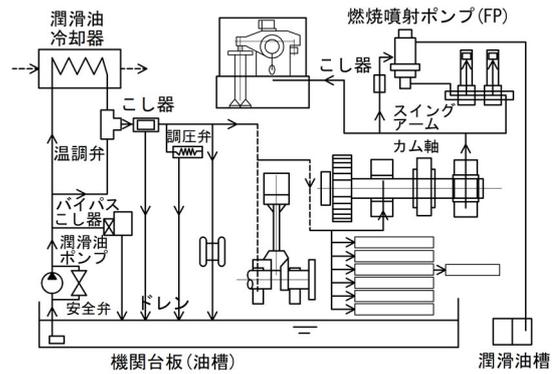 潤滑油
冷却器
燃焼噴射ポンプ(FP)
こし器
こし器
スイング
アーム
調圧弁
温調弁
カム軸
バイパス
こし器
潤滑油
ポンプ
安全弁
ドレン
機関台板(油槽)
潤滑油槽